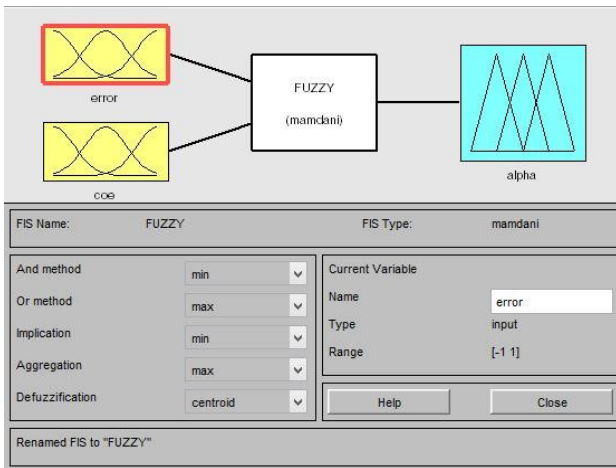 error
FUZZY
(mamdani)
coe
alpha
FIS Name: FUZZY FIS Type: mamdani
And method min
Or method max
Implication min
Aggregation max
Defuzzification centroid
Current Variable
Name error
Type input
Range [-1 1]
Help Close
Renamed FIS to "FUZZY"